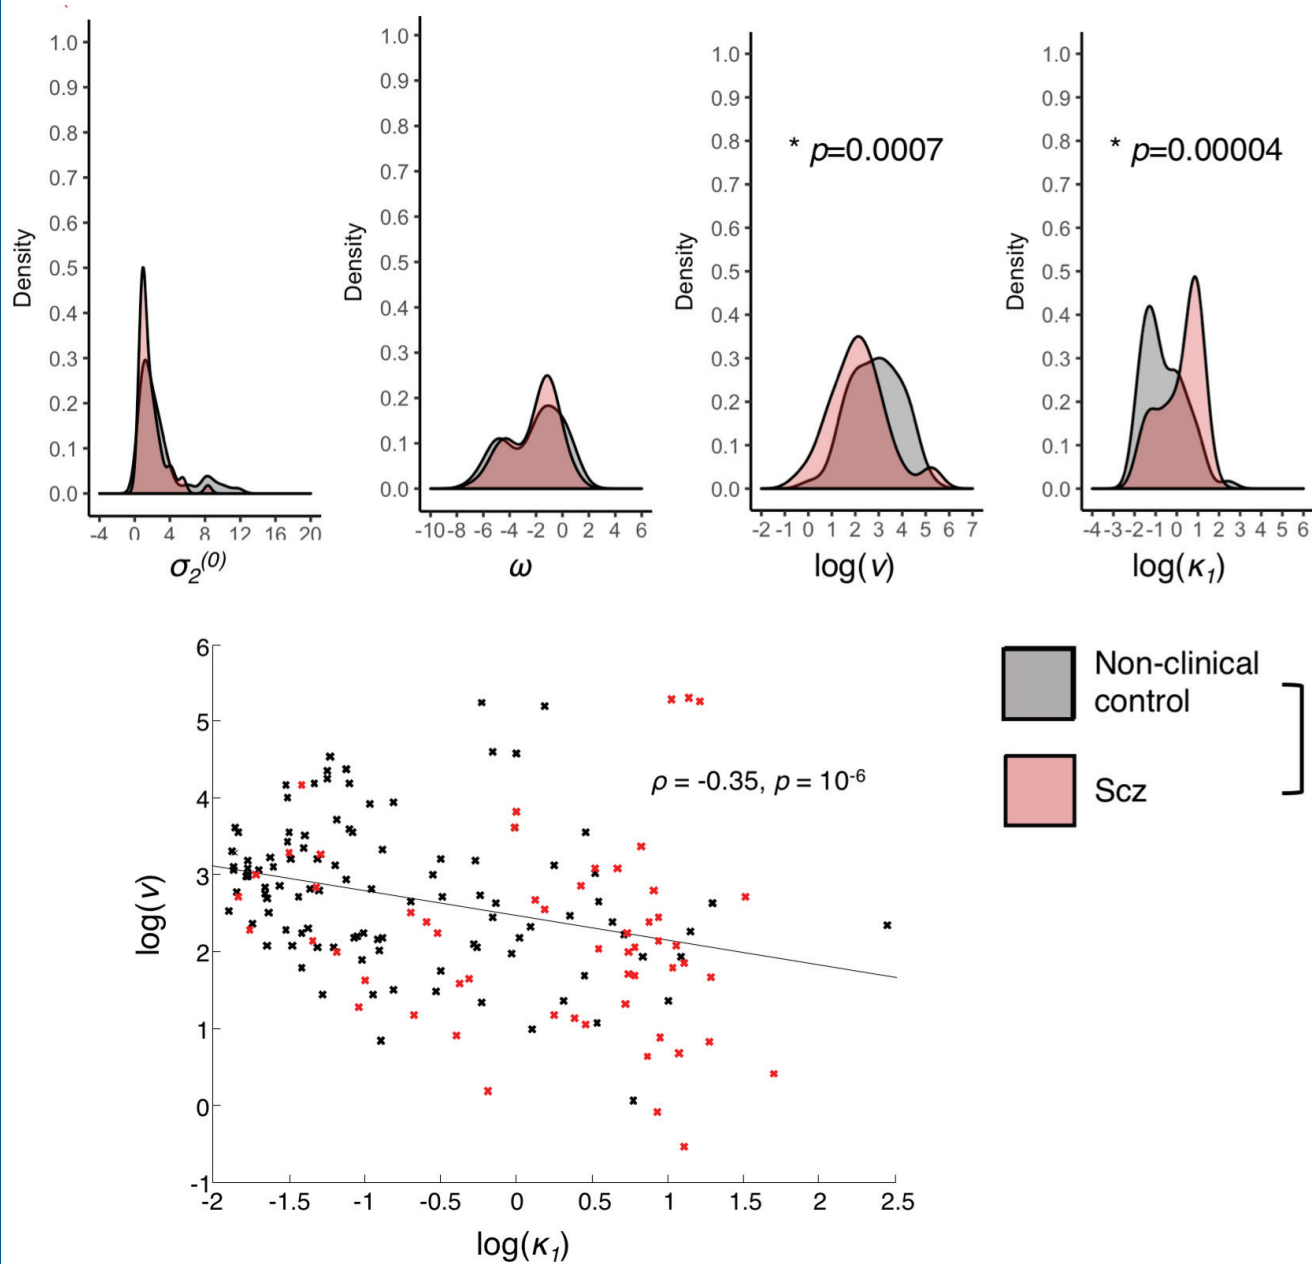 1.0
0.9
0.8
0.7
0.6
0.5
0.4
0.3
0.2
0.1
0.0
Density
-4 0 4 8 12 16 20
σ₂⁽⁰⁾
1.0
0.9
0.8
0.7
0.6
0.5
0.4
0.3
0.2
0.1
0.0
Density
-10 -8 -6 -4 -2 0 2 4 6
ω
1.0
0.9
0.8
0.7
0.6
0.5
0.4
0.3
0.2
0.1
0.0
Density
* p=0.0007
-2 -1 0 1 2 3 4 5 6 7
log(ν)
1.0
0.9
0.8
0.7
0.6
0.5
0.4
0.3
0.2
0.1
0.0
Density
* p=0.00004
-4 -3 -2 -1 0 1 2 3 4 5 6
log(κ₁)
6
5
4
3
2
1
0
-1
log(ν)
ρ = -0.35, p = 10⁻⁶
-2 -1.5 -1 -0.5 0 0.5 1 1.5 2 2.5
log(κ₁)
Non-clinical
control
Scz